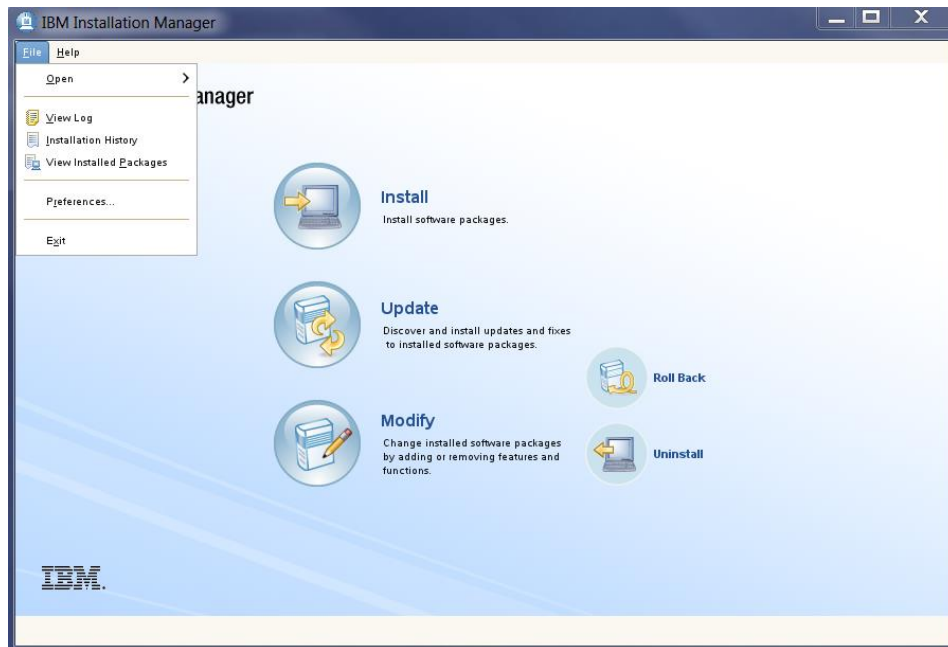 IBM Installation Manager
File Help
Open
anager
View Log
Installation History
View Installed Packages
Preferences...
Exit
Install
Install software packages.
Update
Discover and install updates and fixes
to installed software packages.
Roll Back
Modify
Change installed software packages
by adding or removing features and
functions.
Uninstall
IBM.